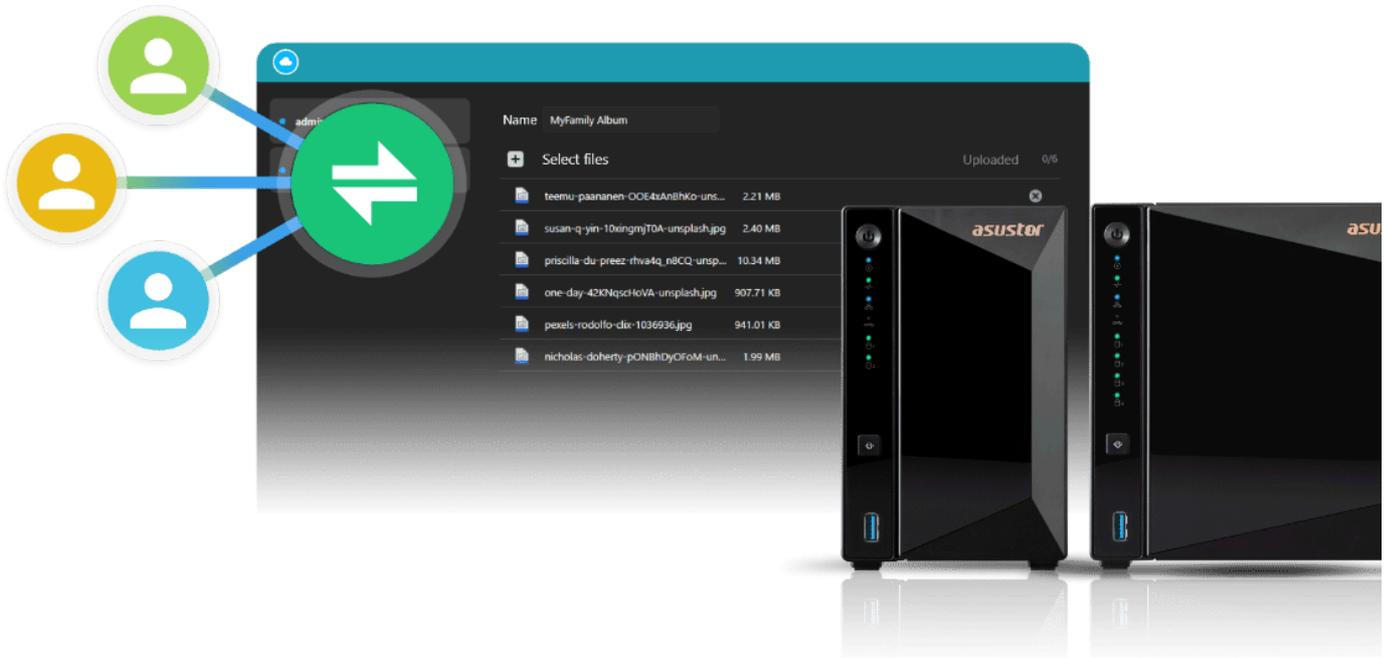 admin
Name MyFamily Album
Select files Uploaded 0/6
teemu-paananen-OOE4xAnBhKo-uns... 2.21 MB
susan-q-yin-10xingmjT0A-unsplash.jpg 2.40 MB
priscilla-du-preez-rhva4q_n8CQ-unsp... 10.34 MB
one-day-42KNqscHoVA-unsplash.jpg 907.71 KB
pexels-rodolfo-clix-1036936.jpg 941.01 KB
nicholas-doherty-pONBhDyOFoM-un... 1.99 MB
asustor
asu